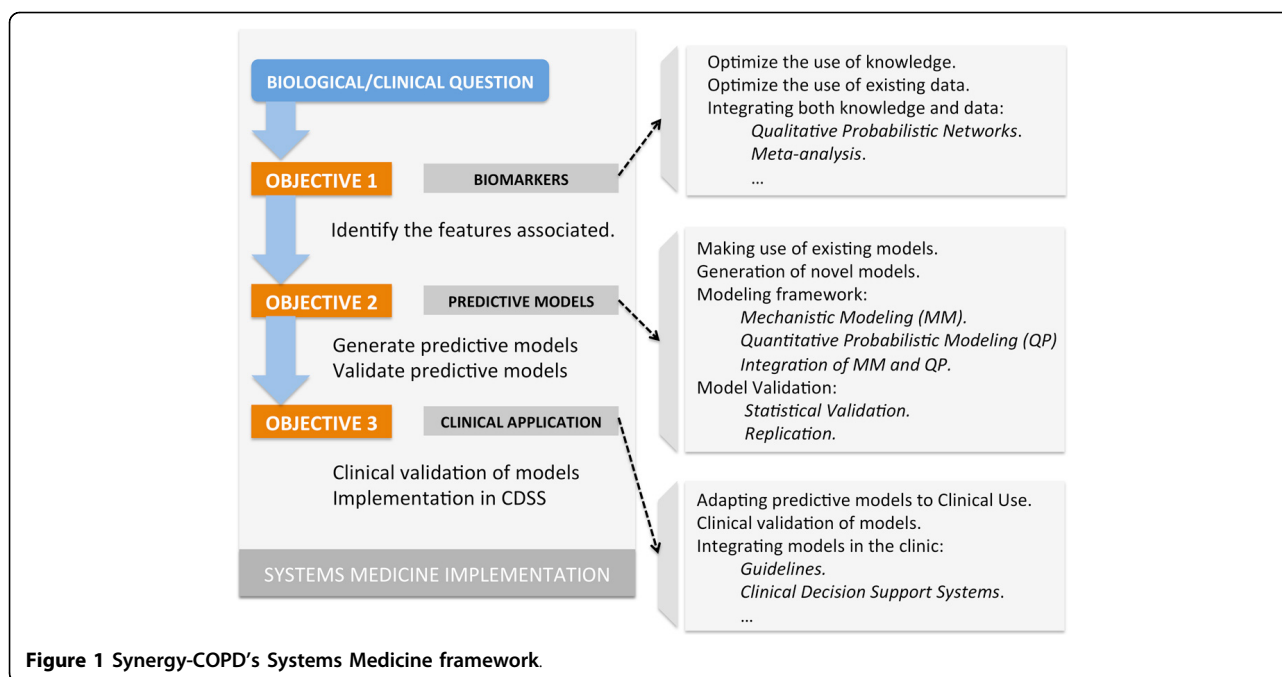 BIOLOGICAL/CLINICAL QUESTION
OBJECTIVE 1
BIOMARKERS
Identify the features associated.
OBJECTIVE 2
PREDICTIVE MODELS
Generate predictive models
Validate predictive models
OBJECTIVE 3
CLINICAL APPLICATION
Clinical validation of models
Implementation in CDSS
SYSTEMS MEDICINE IMPLEMENTATION
Optimize the use of knowledge.
Optimize the use of existing data.
Integrating both knowledge and data:
Qualitative Probabilistic Networks.
Meta-analysis.
...
Making use of existing models.
Generation of novel models.
Modeling framework:
Mechanistic Modeling (MM).
Quantitative Probabilistic Modeling (QP)
Integration of MM and QP.
Model Validation:
Statistical Validation.
Replication.
Adapting predictive models to Clinical Use.
Clinical validation of models.
Integrating models in the clinic:
Guidelines.
Clinical Decision Support Systems.
...
Figure 1 Synergy-COPD's Systems Medicine framework.